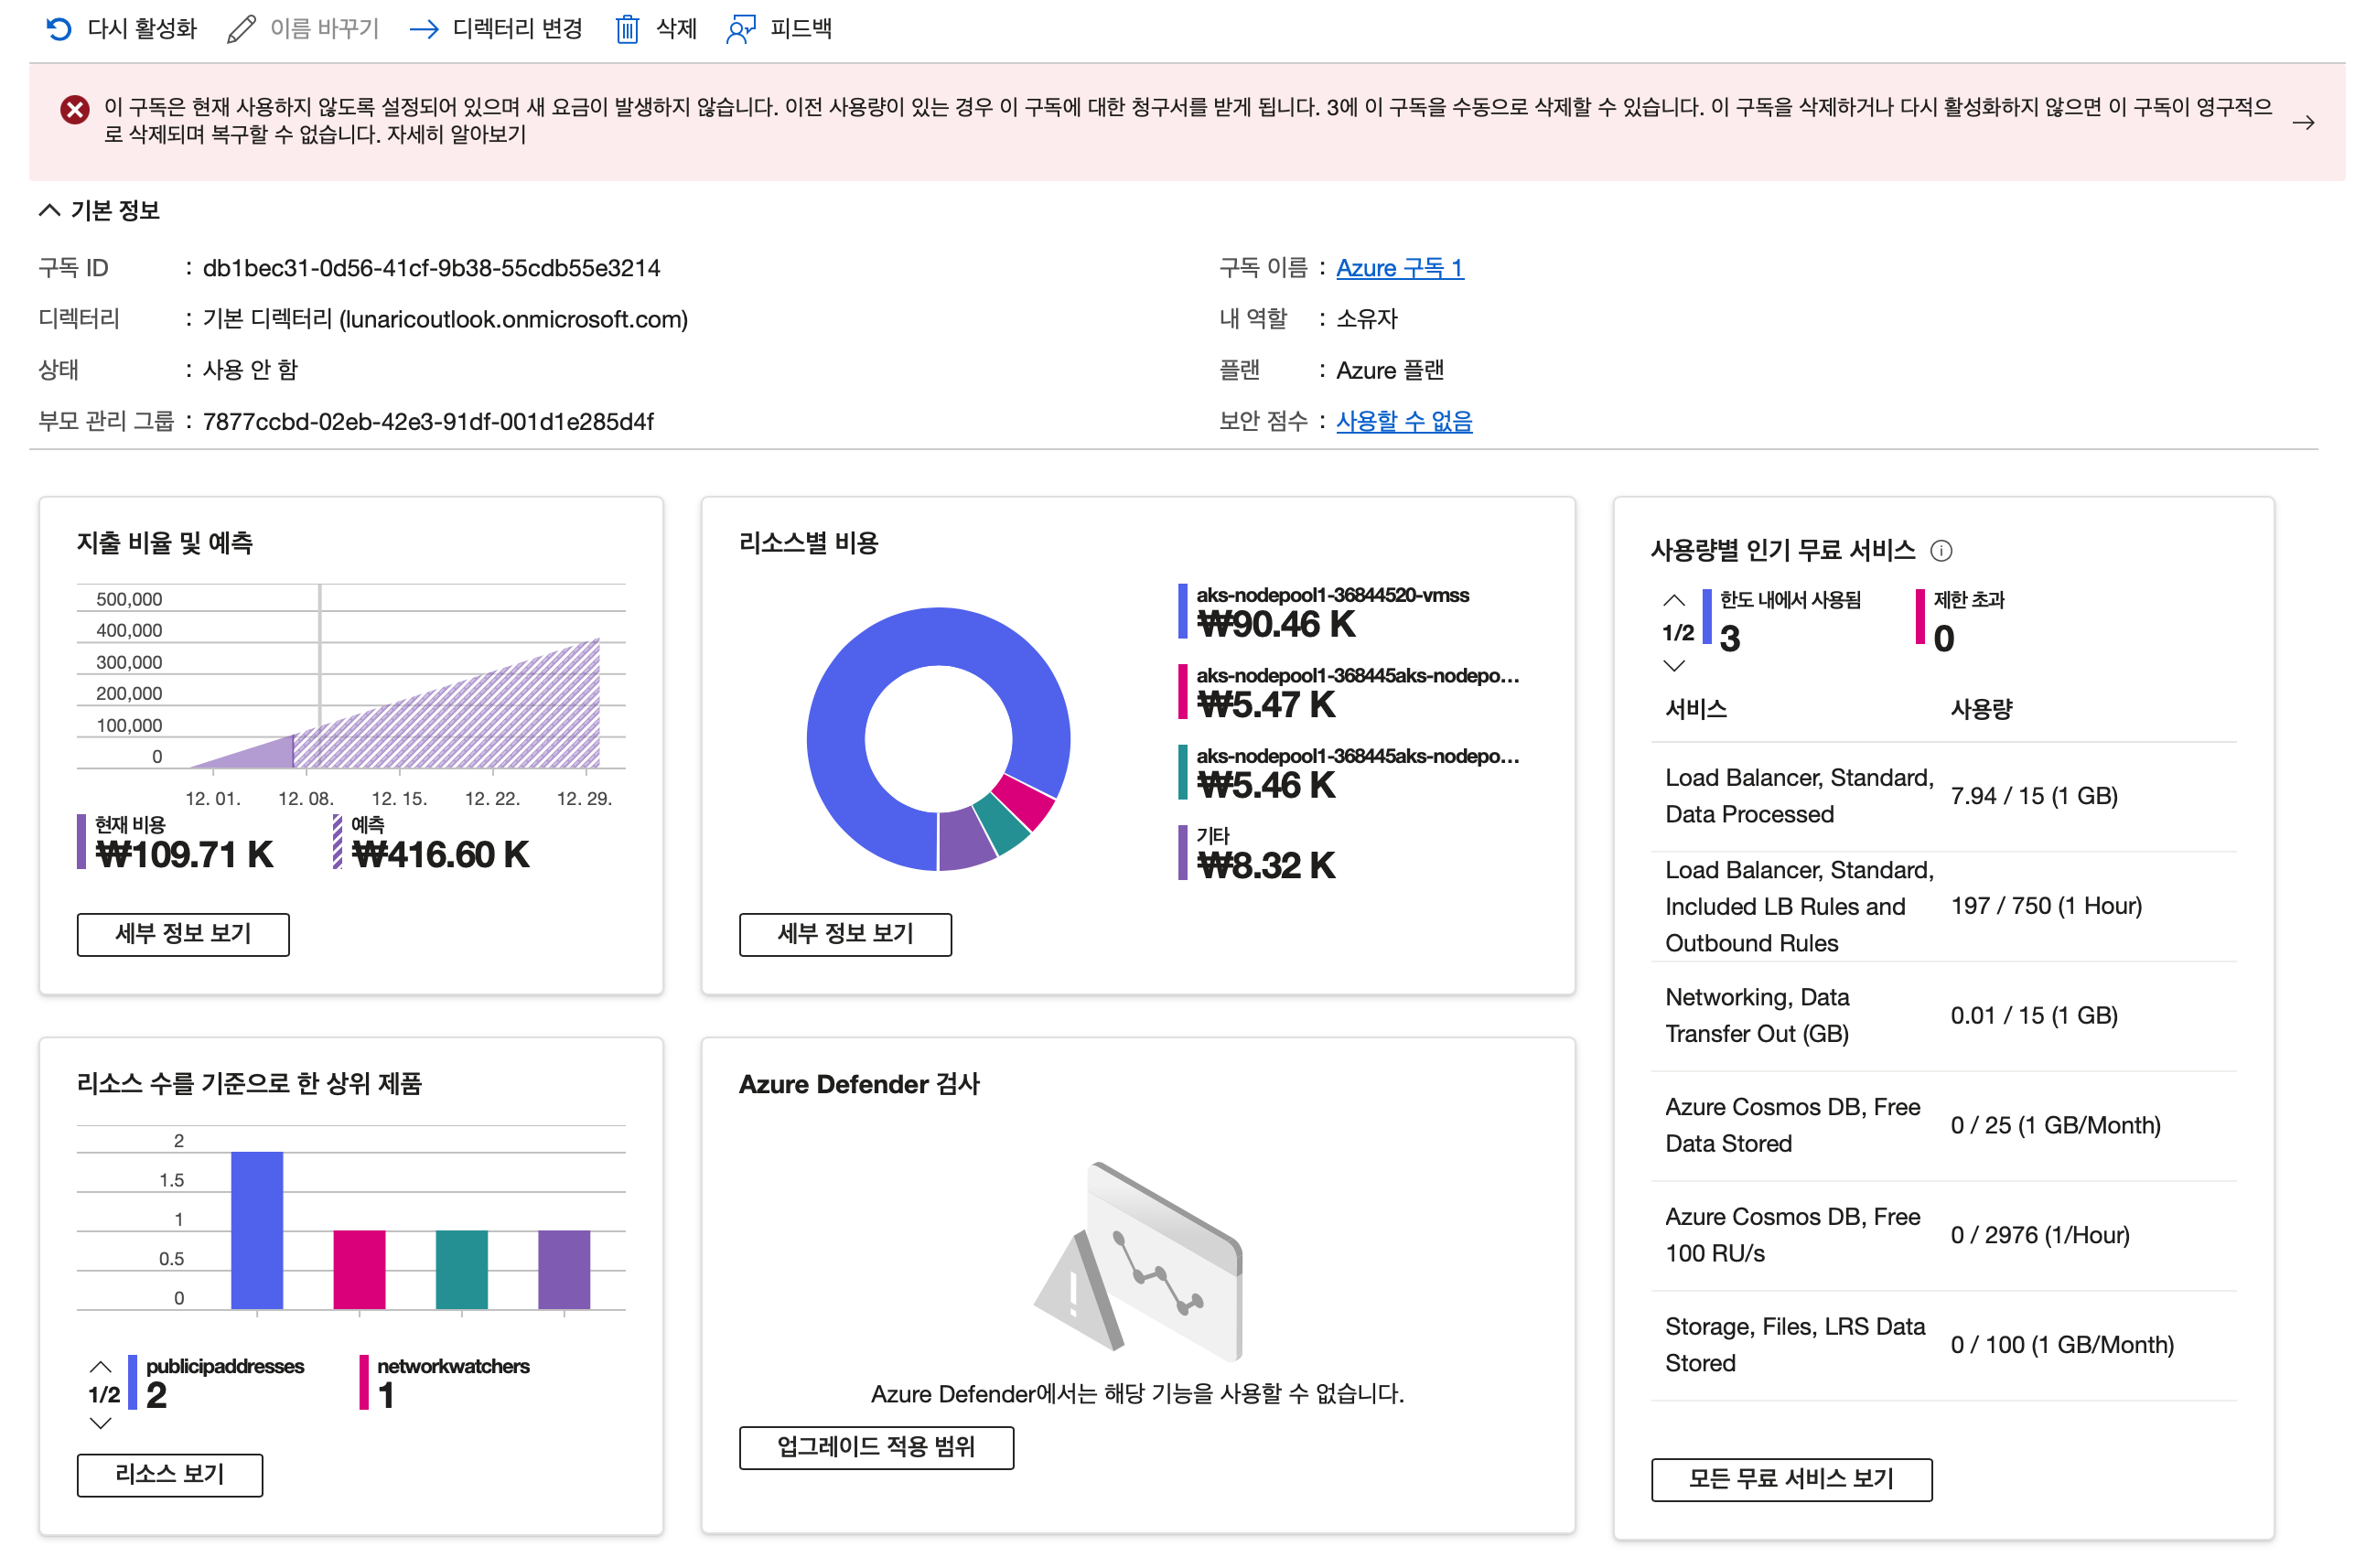 다시 활성화 이름 바꾸기 디렉터리 변경 삭제 피드백
이 구독은 현재 사용하지 않도록 설정되어 있으며 새 요금이 발생하지 않습니다. 이전 사용량이 있는 경우 이 구독에 대한 청구서를 받게 됩니다. 3에 이 구독을 수동으로 삭제할 수 있습니다. 이 구독을 삭제하거나 다시 활성화하지 않으면 이 구독이 영구적으
로 삭제되며 복구할 수 없습니다. 자세히 알아보기
기본 정보
구독 ID : db1bec31-0d56-41cf-9b38-55cdb55e3214
디렉터리 : 기본 디렉터리 (lunaricoutlook.onmicrosoft.com)
상태 : 사용 안 함
부모 관리 그룹 : 7877ccbd-02eb-42e3-91df-001d1e285d4f
구독 이름 : Azure 구독 1
내 역할 : 소유자
플랜 : Azure 플랜
보안 점수 : 사용할 수 없음
지출 비율 및 예측
500,000
400,000
300,000
200,000
100,000
0
12. 01. 12. 08. 12. 15. 12. 22. 12. 29.
현재 비용
₩109.71 K
예측
₩416.60 K
세부 정보 보기
리소스별 비용
aks-nodepool1-36844520-vmss
₩90.46 K
aks-nodepool1-368445aks-nodepo...
₩5.47 K
aks-nodepool1-368445aks-nodepo...
₩5.46 K
기타
₩8.32 K
세부 정보 보기
사용량별 인기 무료 서비스
1/2
한도 내에서 사용됨
3
제한 초과
0
서비스 사용량
Load Balancer, Standard,
Data Processed
7.94 / 15 (1 GB)
Load Balancer, Standard,
Included LB Rules and
Outbound Rules
197 / 750 (1 Hour)
Networking, Data
Transfer Out (GB)
0.01 / 15 (1 GB)
Azure Cosmos DB, Free
Data Stored
0 / 25 (1 GB/Month)
Azure Cosmos DB, Free
100 RU/s
0 / 2976 (1/Hour)
Storage, Files, LRS Data
Stored
0 / 100 (1 GB/Month)
모든 무료 서비스 보기
리소스 수를 기준으로 한 상위 제품
2
1.5
1
0.5
0
1/2
publicipaddresses
2
networkwatchers
1
리소스 보기
Azure Defender 검사
Azure Defender에서는 해당 기능을 사용할 수 없습니다.
업그레이드 적용 범위